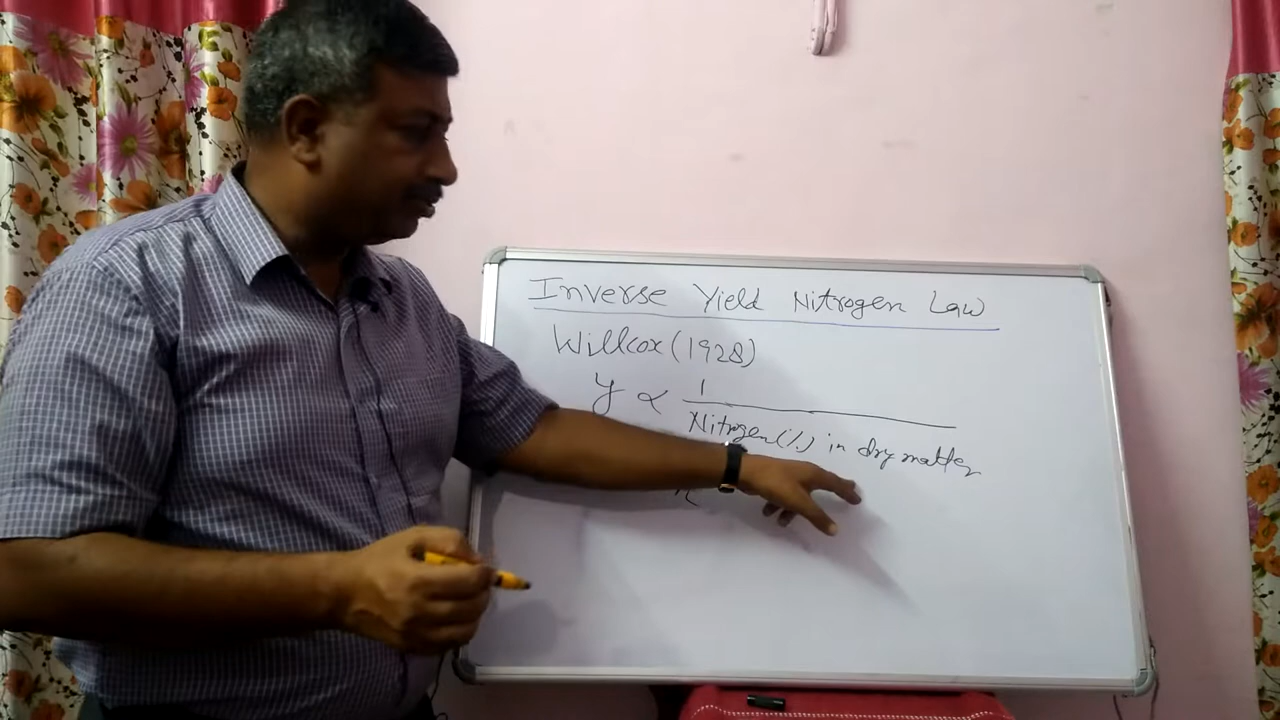 Inverse Yield Nitrogen Law
Willcox (1928)
y ∝ 1
Nitrogen (%) in dry matter
n